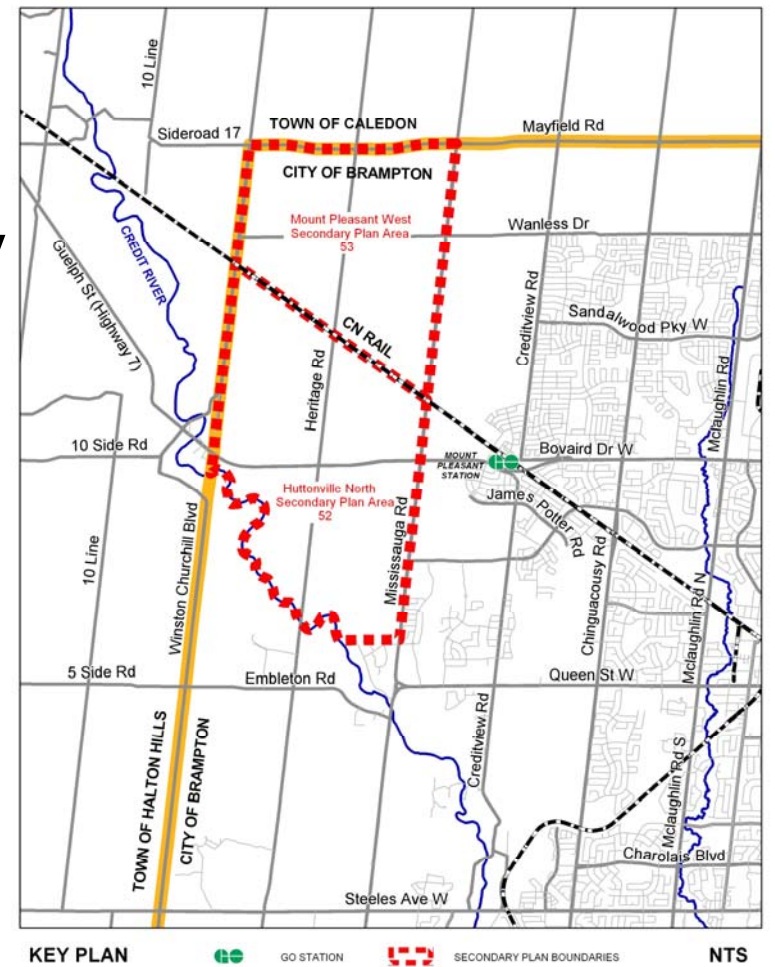 10 Line
TOWN OF CALEDON
Mayfield Rd
Sideroad 17
CITY OF BRAMPTON
Mount Pleasant West
Secondary Plan Area
53
Wanless Dr
CREDIT RIVER
Guelph St (Highway 7)
CN RAIL
Creditview Rd
Sandalwood Pky W
Heritage Rd
Mclaughlin Rd
10 Side Rd
MOUNT
PLEASANT
STATION
GO
Bovaird Dr W
Huttonville North
Secondary Plan Area
52
James Potter Rd
Mississauga Rd
Winston Churchill Blvd
10 Line
Chinguacousy Rd
Mclaughlin Rd N
5 Side Rd
Embleton Rd
Queen St W
Creditview Rd
TOWN OF HALTON HILLS
CITY OF BRAMPTON
Mclaughlin Rd S
Charolais Blvd
Steeles Ave W
KEY PLAN
GO
GO STATION
SECONDARY PLAN BOUNDARIES
NTS